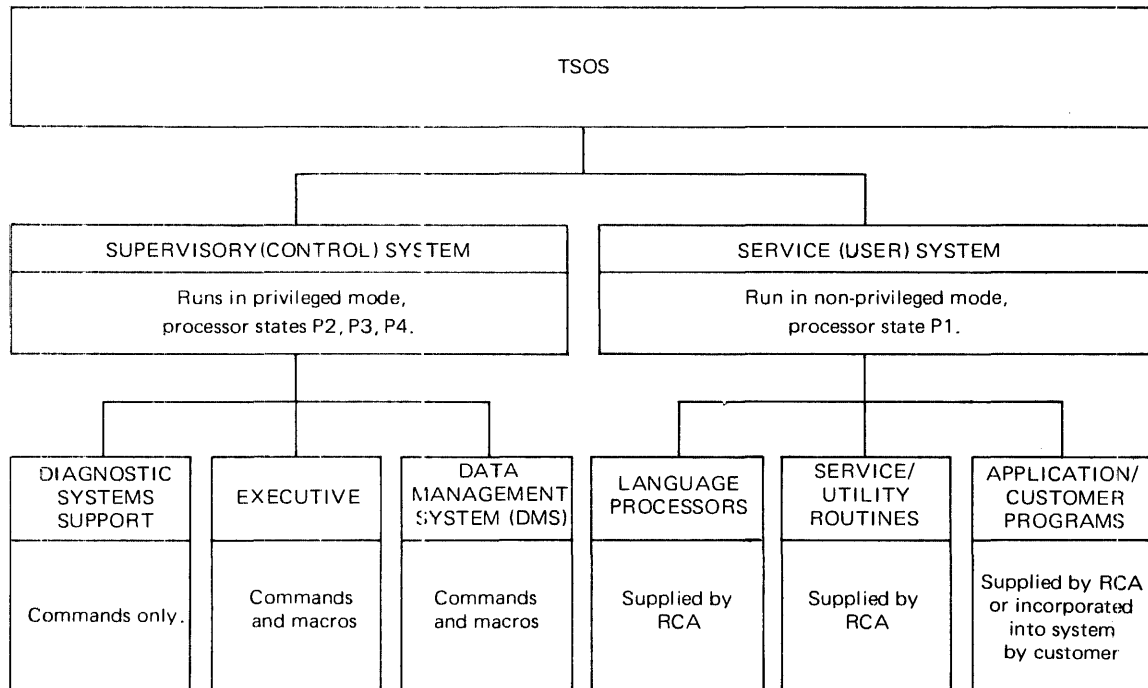 TSOS
SUPERVISORY (CONTROL) SYSTEM
Runs in privileged mode,
processor states P2, P3, P4.
SERVICE (USER) SYSTEM
Run in non-privileged mode,
processor state P1.
DIAGNOSTIC
SYSTEMS
SUPPORT
Commands only.
EXECUTIVE
Commands
and macros
DATA
MANAGEMENT
SYSTEM (DMS)
Commands
and macros
LANGUAGE
PROCESSORS
Supplied by
RCA
SERVICE/
UTILITY
ROUTINES
Supplied by
RCA
APPLICATION/
CUSTOMER
PROGRAMS
Supplied by RCA
or incorporated
into system
by customer